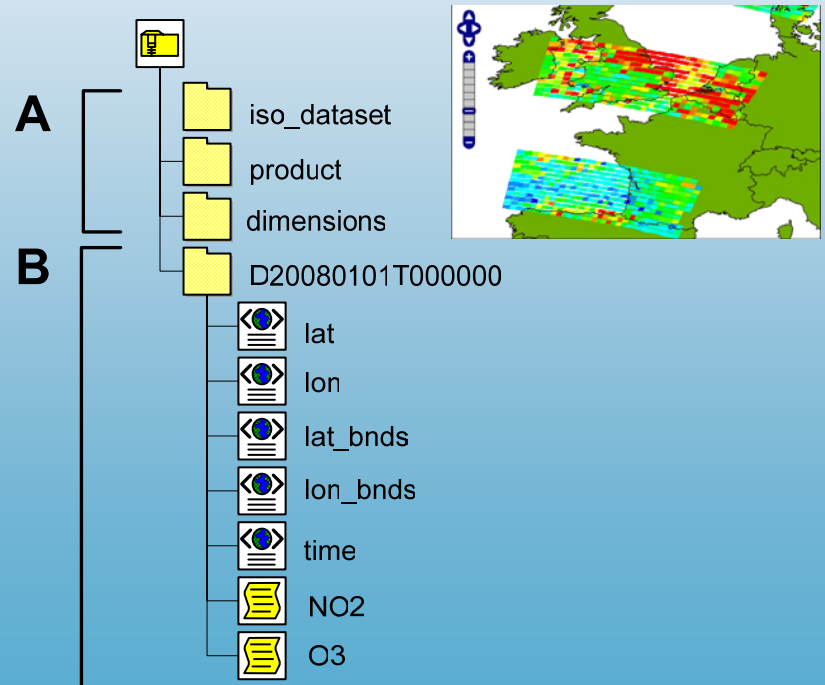 A
iso_dataset
product
dimensions
B
D20080101T000000
lat
lon
lat_bnds
lon_bnds
time
NO2
O3